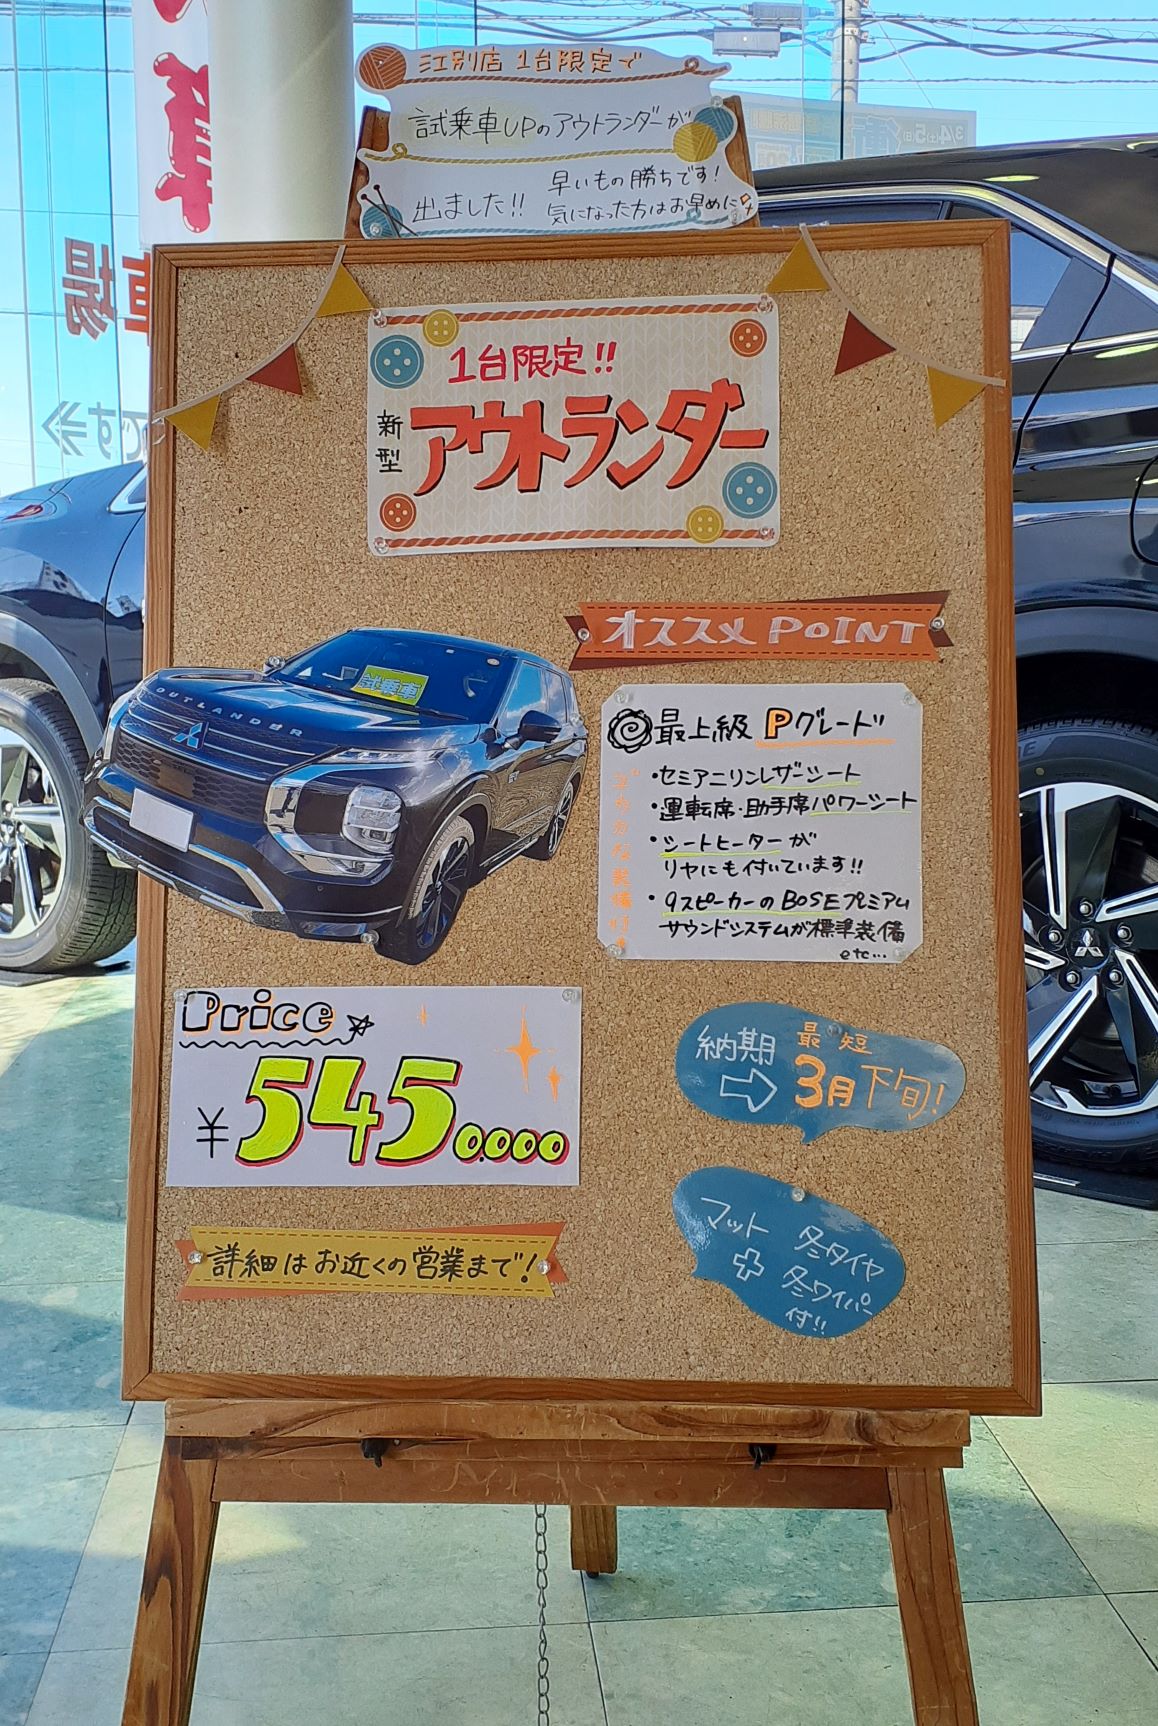 江別店 1台限定で
試乗車UPのアウトランダーが
出ました!!
早いもの勝ちです!
気になった方はお早めに
1台限定!!
新型
アウトランダー
オススメ POINT
OUTLANDER
試乗車
最上級 Pグレード
・セミアニリンレザーシート
・運転席・助手席パワーシート
・シートヒーターが
リヤにも付いています!!
・9スピーカーのBOSEプレミアム
サウンドシステムが標準装備
etc...
Price
¥5450.000
納期
最短
3月下旬!
マット
冬タイヤ
冬ワイパー
付!!
詳細はお近くの営業まで!
車場
です
3/4(土)5(日)